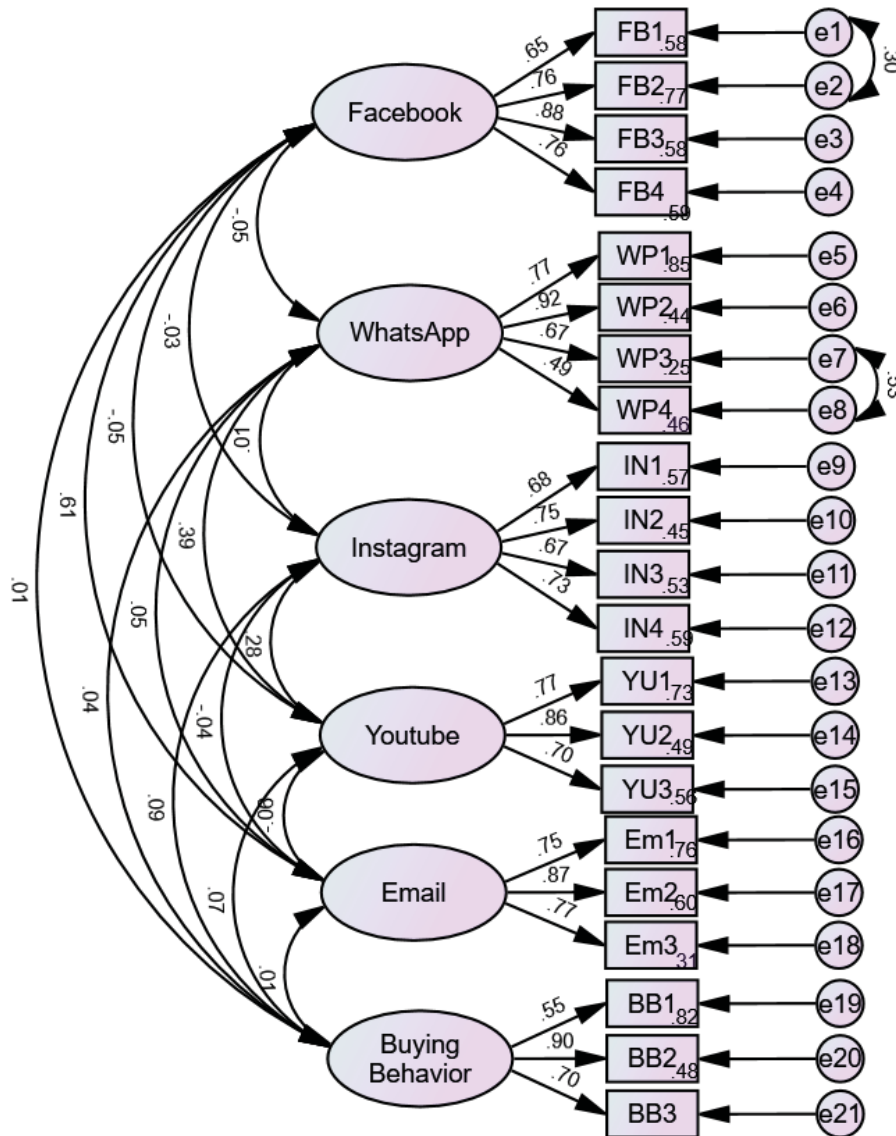 .65
FB1
.58
e1
.30
.76
FB2
.77
e2
Facebook
.88
FB3
.58
e3
.76
FB4
.59
e4
-.05
.77
WP1
.85
e5
.92
WP2
.44
e6
WhatsApp
.67
WP3
.25
e7
.53
.49
WP4
.46
e8
-.03
-.05
.01
.68
IN1
.57
e9
.61
.39
.75
IN2
.45
e10
Instagram
.67
IN3
.53
e11
.01
.05
.73
IN4
.59
e12
.28
.77
YU1
.73
e13
.04
-.04
Youtube
.86
YU2
.49
e14
.70
YU3
.56
e15
.09
-.06
.75
Em1
.76
e16
Email
.87
Em2
.60
e17
.07
.77
Em3
.31
e18
.01
.55
BB1
.82
e19
Buying
Behavior
.90
BB2
.48
e20
.70
BB3
e21